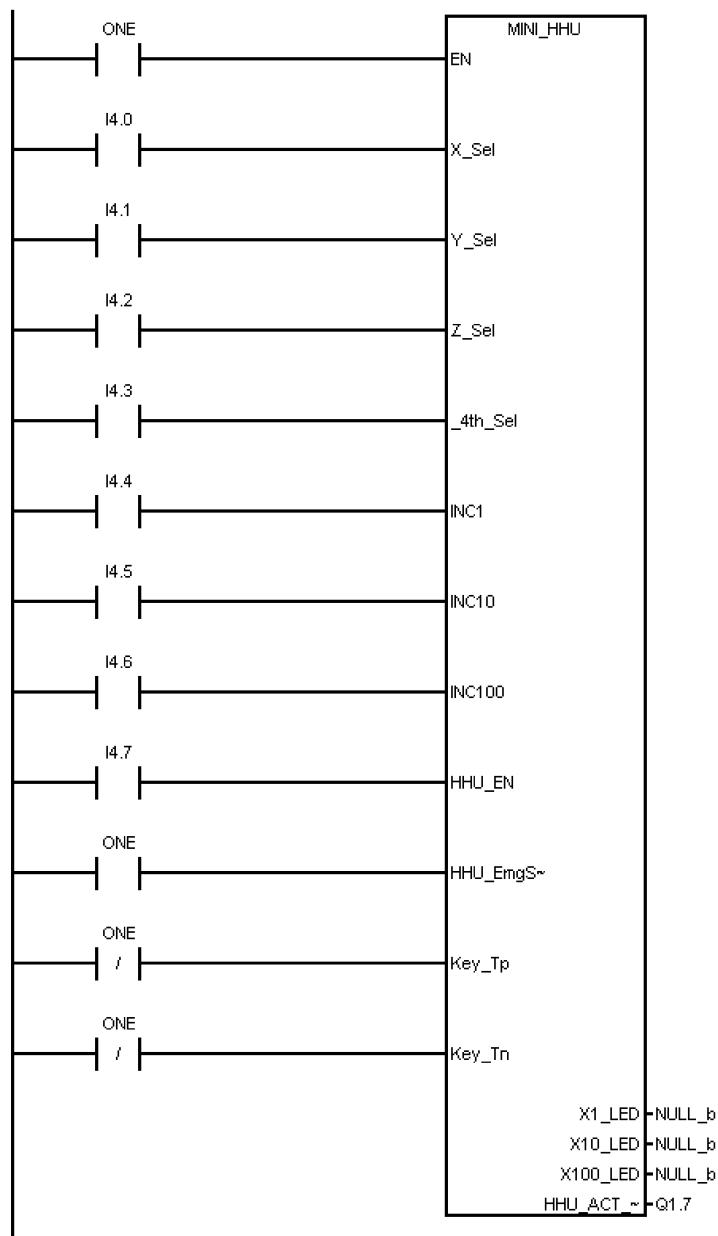 ONE MINI_HHU
EN
I4.0
X_Sel
I4.1
Y_Sel
I4.2
Z_Sel
I4.3
_4th_Sel
I4.4
INC1
I4.5
INC10
I4.6
INC100
I4.7
HHU_EN
ONE
HHU_EmgS~
ONE
/ Key_Tp
ONE
/ Key_Tn
X1_LED NULL_b
X10_LED NULL_b
X100_LED NULL_b
HHU_ACT_~ Q1.7